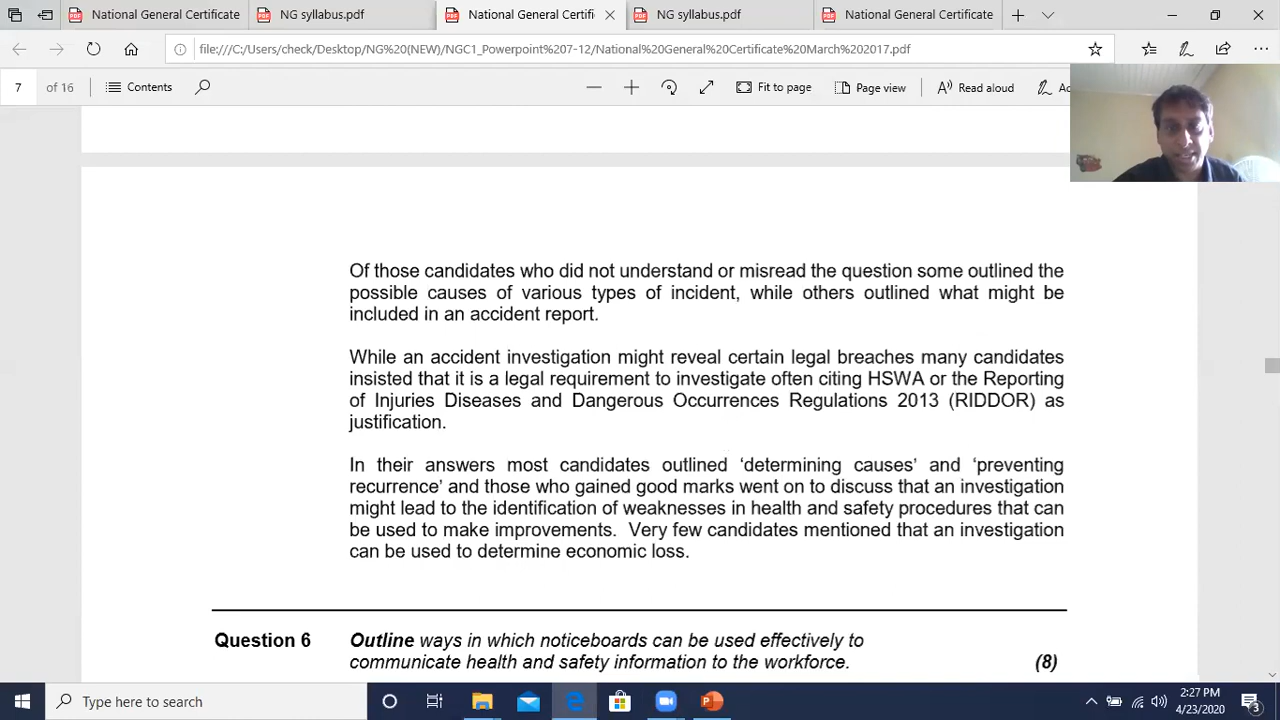 National General Certificate
NG syllabus.pdf
National General Certifi
NG syllabus.pdf
National General Certificate
file:///C:/Users/check/Desktop/NG%20(NEW)/NGC1_Powerpoint%207-12/National%20General%20Certificate%20March%202017.pdf
7 of 16 Contents Fit to page Page view Read aloud
Of those candidates who did not understand or misread the question some outlined the
possible causes of various types of incident, while others outlined what might be
included in an accident report.
While an accident investigation might reveal certain legal breaches many candidates
insisted that it is a legal requirement to investigate often citing HSWA or the Reporting
of Injuries Diseases and Dangerous Occurrences Regulations 2013 (RIDDOR) as
justification.
In their answers most candidates outlined ‘determining causes’ and ‘preventing
recurrence’ and those who gained good marks went on to discuss that an investigation
might lead to the identification of weaknesses in health and safety procedures that can
be used to make improvements. Very few candidates mentioned that an investigation
can be used to determine economic loss.
Question 6 Outline ways in which noticeboards can be used effectively to
communicate health and safety information to the workforce. (8)
Type here to search
2:27 PM
4/23/2020
3